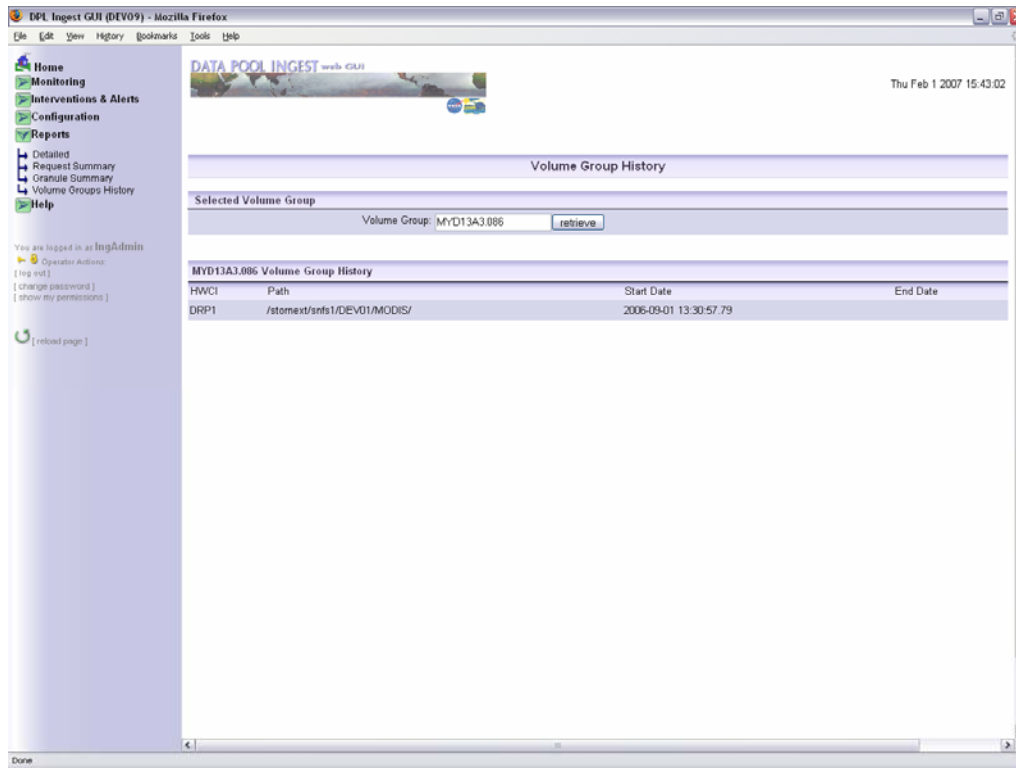 DPL Ingest GUI (DEV09) - Mozilla Firefox
File Edit View History Bookmarks Tools Help
Home
Monitoring
Interventions & Alerts
Configuration
Reports
Detailed
Request Summary
Granule Summary
Volume Groups History
Help
You are logged in as IngAdmin
Operator Actions:
[ log out ]
[ change password ]
[ show my permissions ]
[ reload page ]
DATA POOL INGEST web GUI
Thu Feb 1 2007 15:43:02
Volume Group History
Selected Volume Group
Volume Group: MYD13A3.086 retrieve
MYD13A3.086 Volume Group History
HWCI Path Start Date End Date
DRP1 /stornext/snfs1/DEV01/MODIS/ 2006-09-01 13:30:57.79
Done